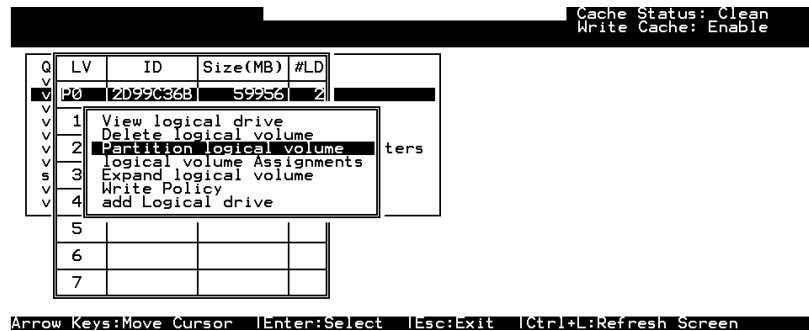 Cache Status: Clean
Write Cache: Enable
Q LV ID Size(MB) #LD
v
v P0 2D99C36B 59956 2
v
v 1 View logical drive
Delete logical volume
v 2 Partition logical volume ters
v logical volume Assignments
s 3 Expand logical volume
Write Policy
v 4 add Logical drive
5
6
7
Arrow Keys:Move Cursor |Enter:Select |Esc:Exit |Ctrl+L:Refresh Screen